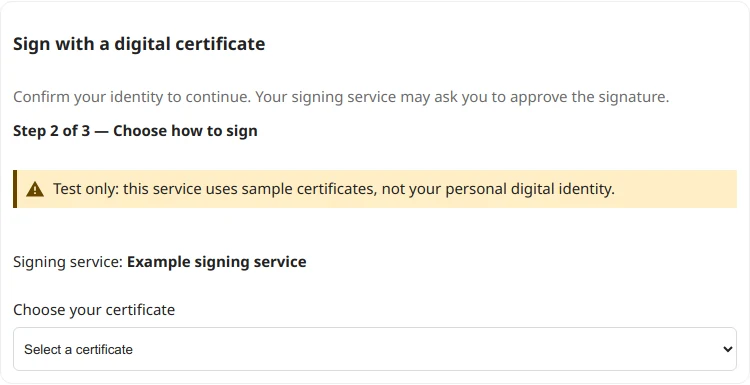 Sign with a digital certificate
Confirm your identity to continue. Your signing service may ask you to approve the signature.
Step 2 of 3 — Choose how to sign
Test only: this service uses sample certificates, not your personal digital identity.
Signing service: Example signing service
Choose your certificate
Select a certificate